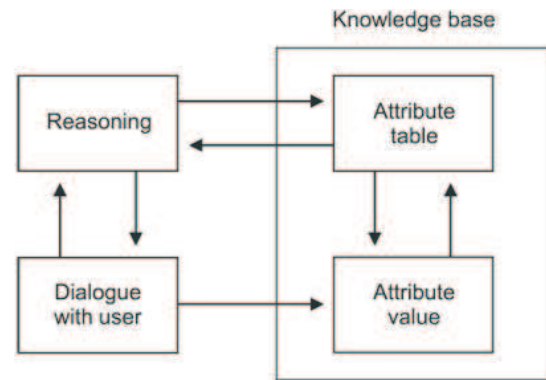 Knowledge base
Reasoning
Attribute
table
Dialogue
with user
Attribute
value